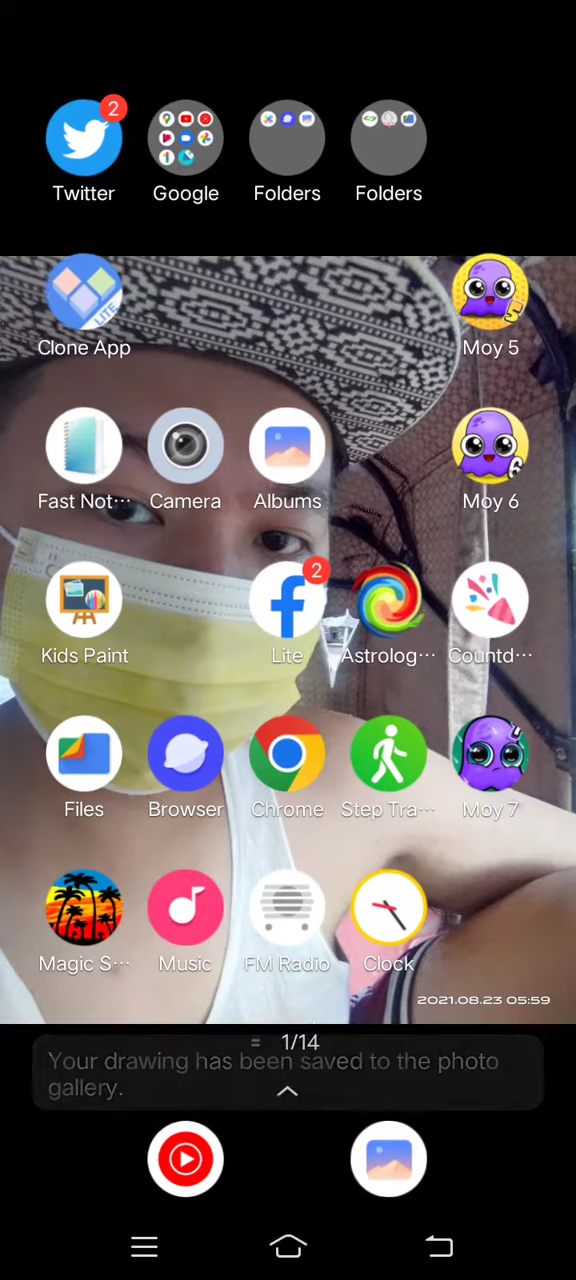 2
Twitter
Google
Folders
Folders
LITE
Clone App
5
Moy 5
Fast Not···
Camera
Albums
6
Moy 6
2
Kids Paint
Lite
Astrolog···
Countd···
Files
Browser
Chrome
Step Tra···
Moy 7
Magic S···
Music
FM Radio
Clock
2021.08.23 05:59
1/14
Your drawing has been saved to the photo
gallery.